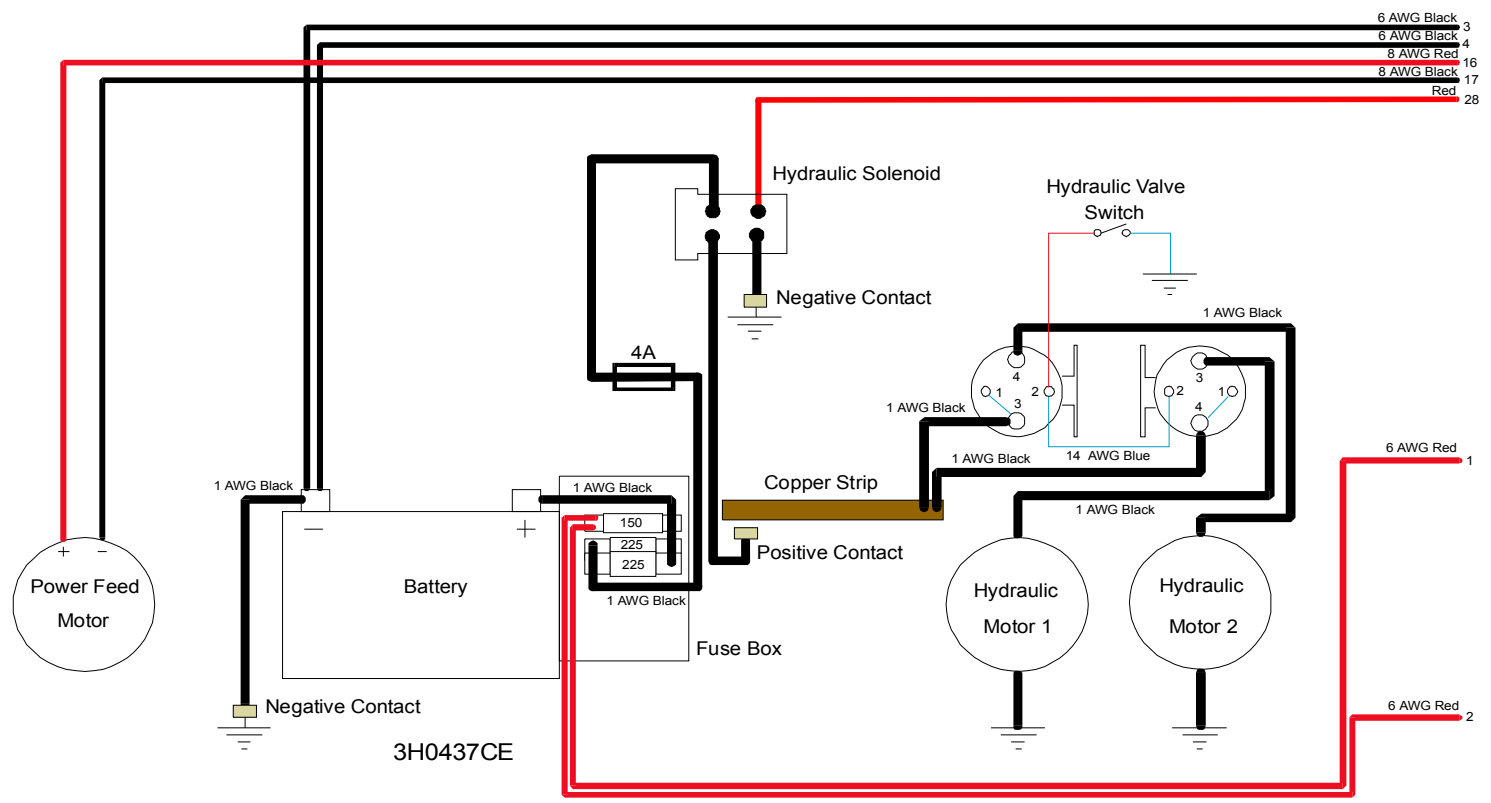 6 AWG Black 3
6 AWG Black 4
8 AWG Red 16
8 AWG Black 17
Red 28
Hydraulic Solenoid
Hydraulic Valve
Switch
Negative Contact
1 AWG Black
4A
4
3
1
2
2
1
3
4
1 AWG Black
14 AWG Blue
6 AWG Red 1
1 AWG Black
Copper Strip
1 AWG Black
1 AWG Black
1 AWG Black
–
+
150
225
225
+
–
Positive Contact
Power Feed
Motor
Battery
1 AWG Black
Hydraulic
Motor 1
Hydraulic
Motor 2
Fuse Box
Negative Contact
6 AWG Red 2
3H0437CE